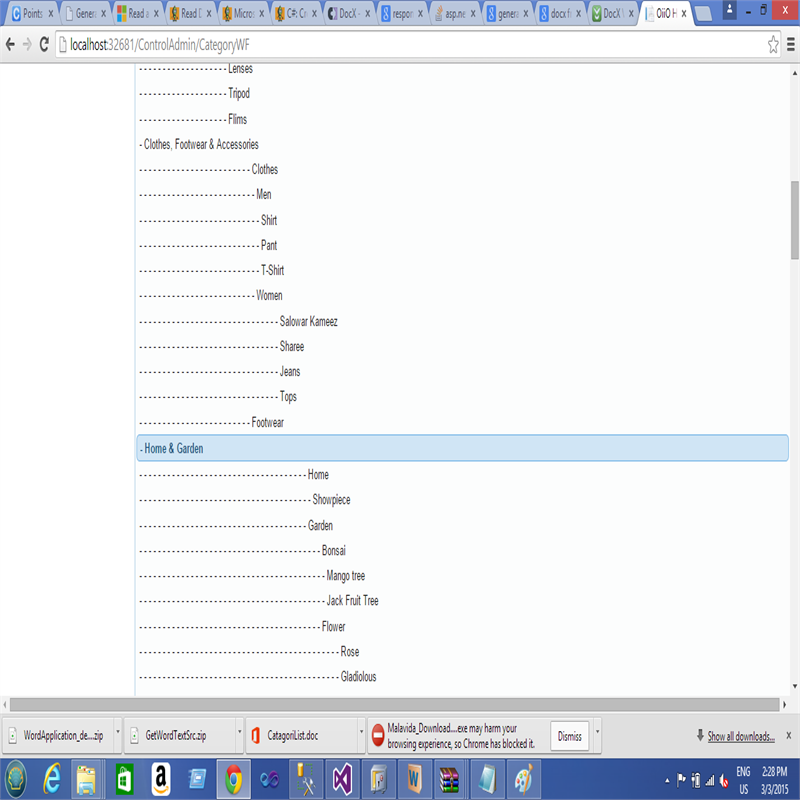 Points
Genera
Read a
Read D
Micros
C#: Cr
DocX -
respon
asp.ne
genera
docx fr
DocX V
OiiO H
localhost:32681/ControlAdmin/CategoryWF
- - - - - - - - - - - - - - - - - - - Lenses
- - - - - - - - - - - - - - - - - - - Tripod
- - - - - - - - - - - - - - - - - - - Flims
- Clothes, Footwear & Accessories
- - - - - - - - - - - - - - - - - - - - - - - - Clothes
- - - - - - - - - - - - - - - - - - - - - - - - - Men
- - - - - - - - - - - - - - - - - - - - - - - - - - Shirt
- - - - - - - - - - - - - - - - - - - - - - - - - - Pant
- - - - - - - - - - - - - - - - - - - - - - - - - - T-Shirt
- - - - - - - - - - - - - - - - - - - - - - - - - Women
- - - - - - - - - - - - - - - - - - - - - - - - - - - - - - Salowar Kameez
- - - - - - - - - - - - - - - - - - - - - - - - - - - - - - Sharee
- - - - - - - - - - - - - - - - - - - - - - - - - - - - - - Jeans
- - - - - - - - - - - - - - - - - - - - - - - - - - - - - - Tops
- - - - - - - - - - - - - - - - - - - - - - - - Footwear
- Home & Garden
- - - - - - - - - - - - - - - - - - - - - - - - - - - - - - - - - - - - Home
- - - - - - - - - - - - - - - - - - - - - - - - - - - - - - - - - - - - - Showpiece
- - - - - - - - - - - - - - - - - - - - - - - - - - - - - - - - - - - - Garden
- - - - - - - - - - - - - - - - - - - - - - - - - - - - - - - - - - - - - - - Bonsai
- - - - - - - - - - - - - - - - - - - - - - - - - - - - - - - - - - - - - - - - Mango tree
- - - - - - - - - - - - - - - - - - - - - - - - - - - - - - - - - - - - - - - - Jack Fruit Tree
- - - - - - - - - - - - - - - - - - - - - - - - - - - - - - - - - - - - - - - Flower
- - - - - - - - - - - - - - - - - - - - - - - - - - - - - - - - - - - - - - - - - - - Rose
- - - - - - - - - - - - - - - - - - - - - - - - - - - - - - - - - - - - - - - - - - - Gladiolous
WordApplication_de....zip
GetWordTextSrc.zip
CatagoriList.doc
Malavida_Download....exe may harm your
browsing experience, so Chrome has blocked it.
Dismiss
Show all downloads...
ENG
US
2:28 PM
3/3/2015